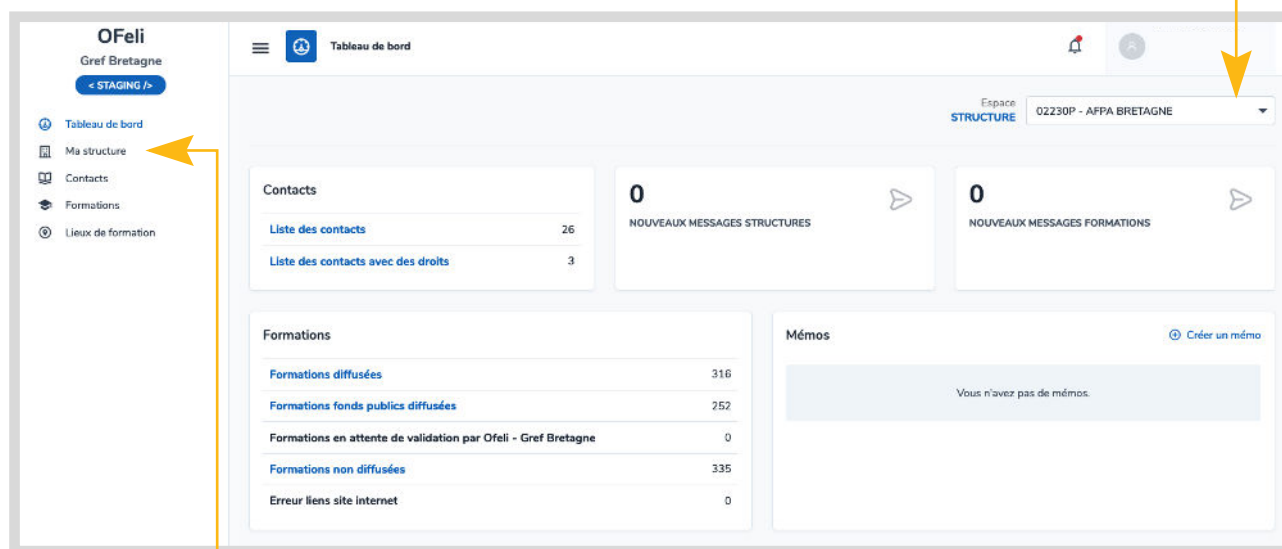 OFeli
Gref Bretagne
< STAGING />
Tableau de bord
Ma structure
Contacts
Formations
Lieux de formation
Tableau de bord
Espace
STRUCTURE
02230P - AFPA BRETAGNE
Contacts
Liste des contacts 26
Liste des contacts avec des droits 3
0
NOUVEAUX MESSAGES STRUCTURES
0
NOUVEAUX MESSAGES FORMATIONS
Formations
Formations diffusées 316
Formations fonds publics diffusées 252
Formations en attente de validation par Ofeli - Gref Bretagne 0
Formations non diffusées 335
Erreur liens site internet 0
Mémos
Créer un mémo
Vous n'avez pas de mémos.